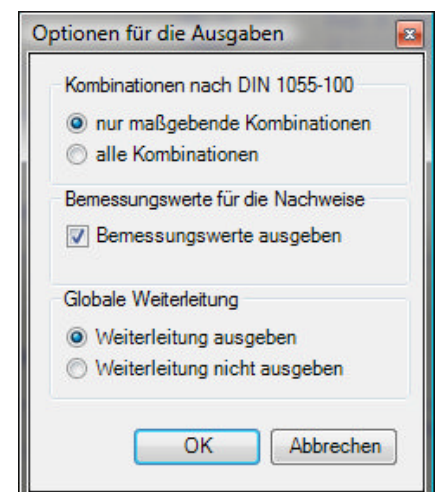 Optionen für die Ausgaben
Kombinationen nach DIN 1055-100
nur maßgebende Kombinationen
alle Kombinationen
Bemessungswerte für die Nachweise
Bemessungswerte ausgeben
Globale Weiterleitung
Weiterleitung ausgeben
Weiterleitung nicht ausgeben
OK Abbrechen